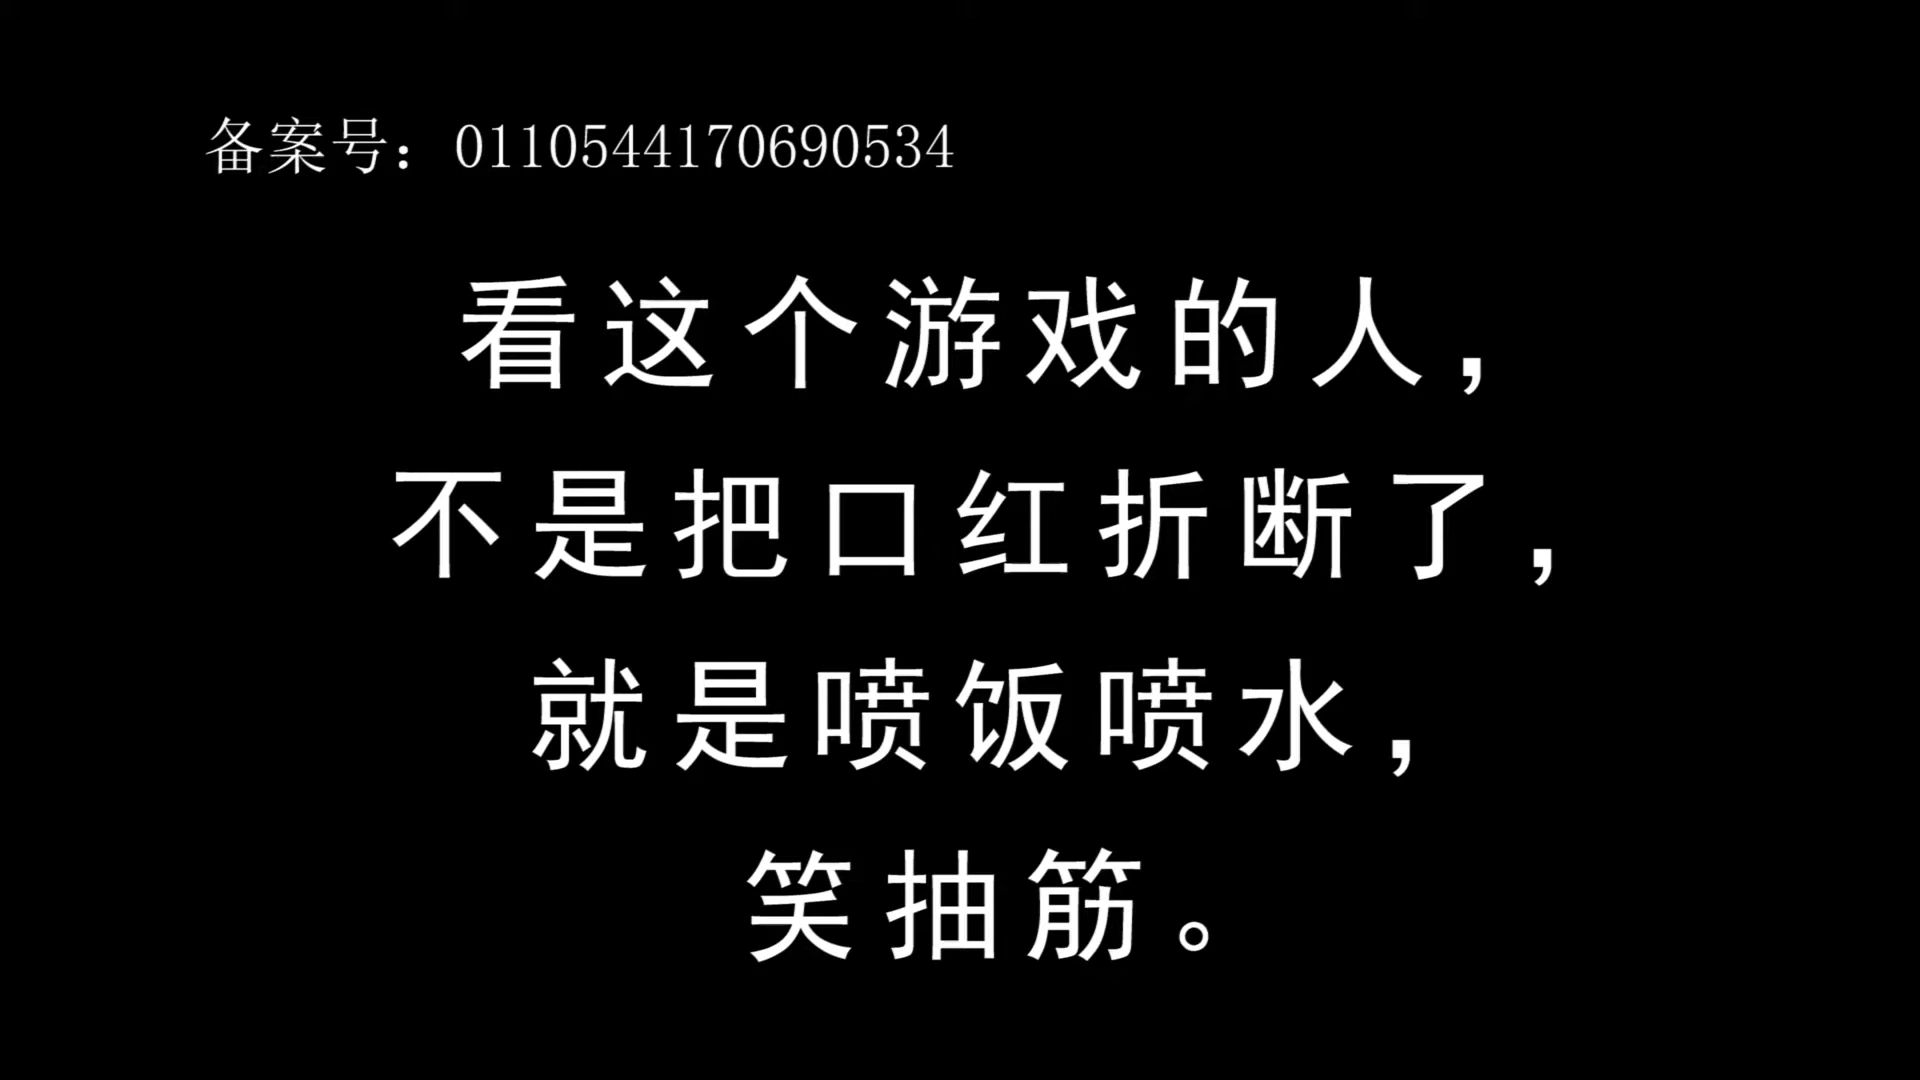 备案号：0110544170690534
看这个游戏的人，
不是把口红折断了，
就是喷饭喷水，
笑抽筋。